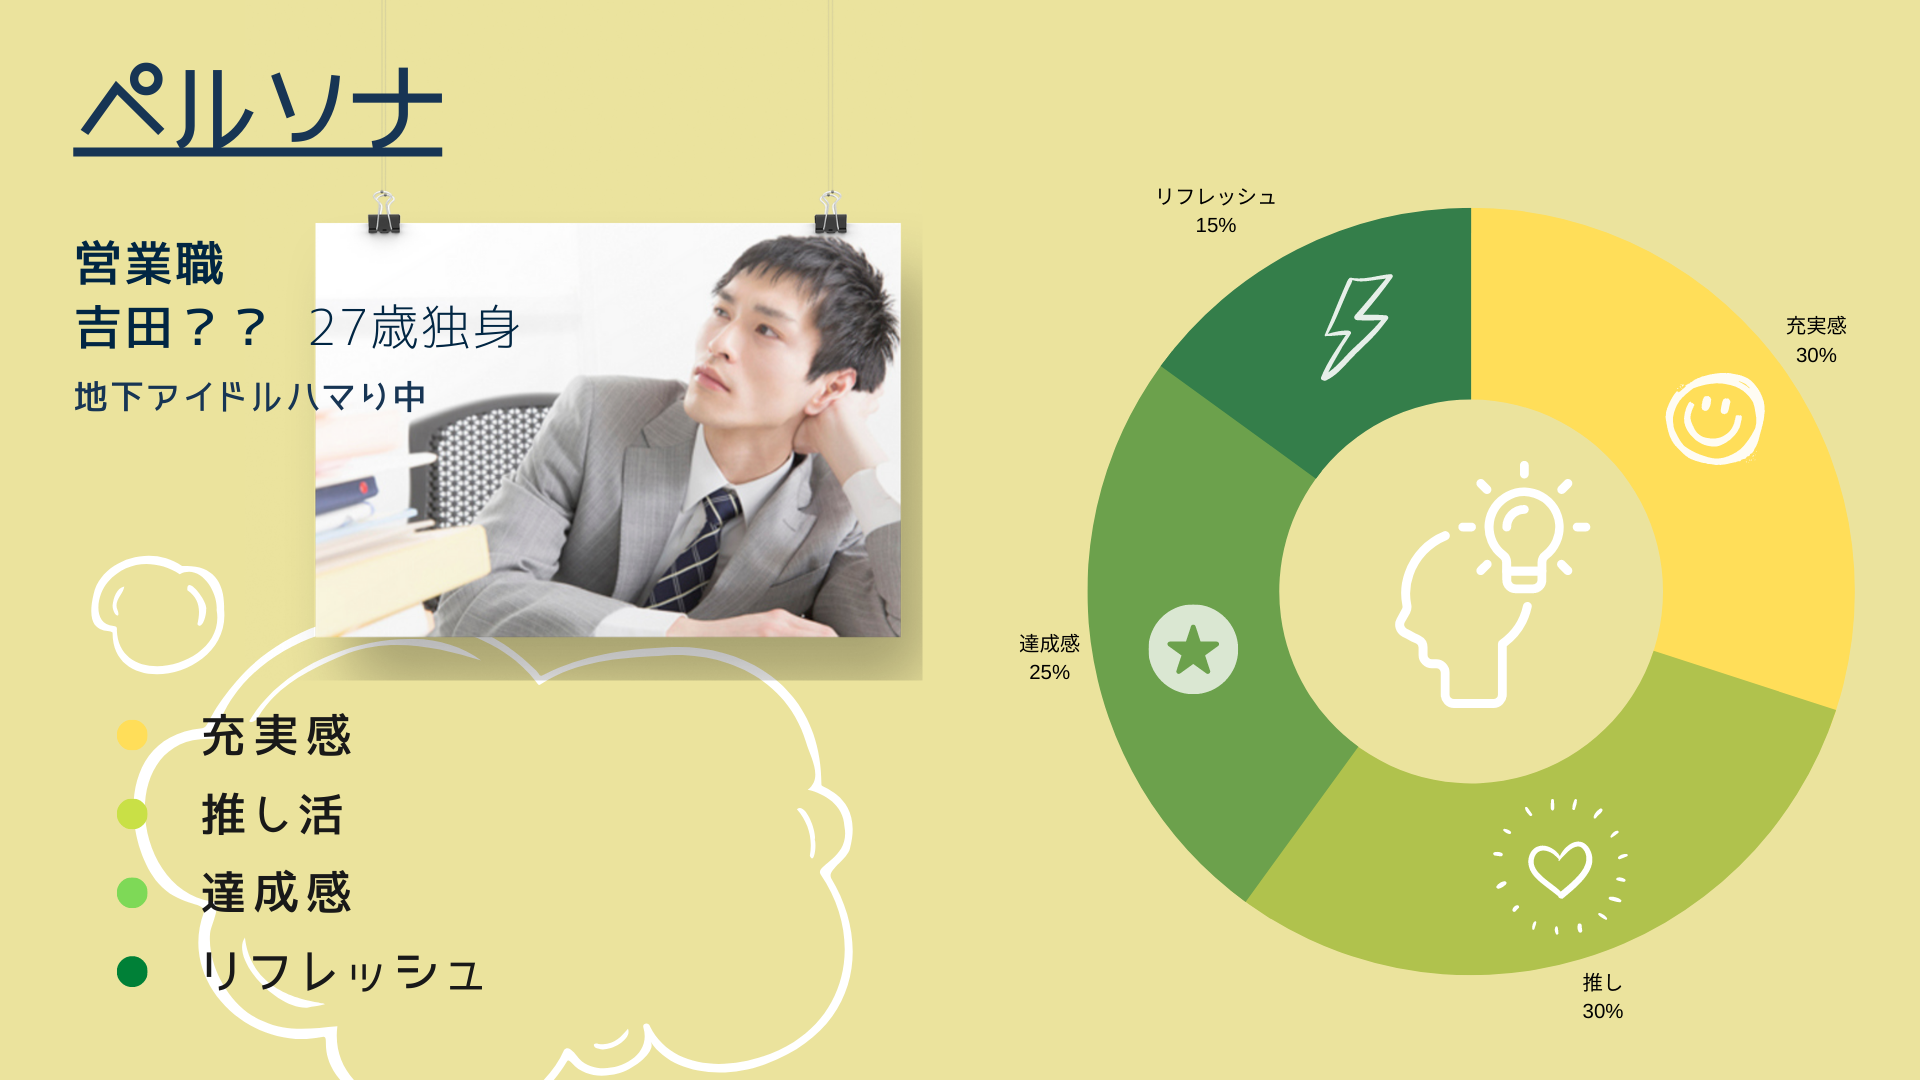 ペルソナ
営業職
吉田？？ 27歳独身
地下アイドルハマり中
充実感
推し活
達成感
リフレッシュ
リフレッシュ
15%
充実感
30%
達成感
25%
推し
30%